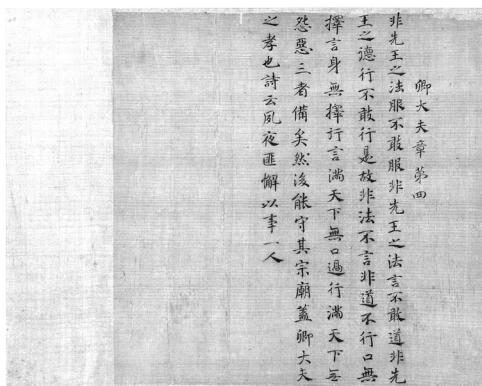 卿大夫章第四
非先王之法服不敢服非先王之法言不敢道非先
王之德行不敢行是故非法不言非道不行口無
擇言身無擇行言滿天下無口過行滿天下無
怨惡三者備矣然後能守其宗廟蓋卿大夫
之孝也詩云夙夜匪懈以事一人